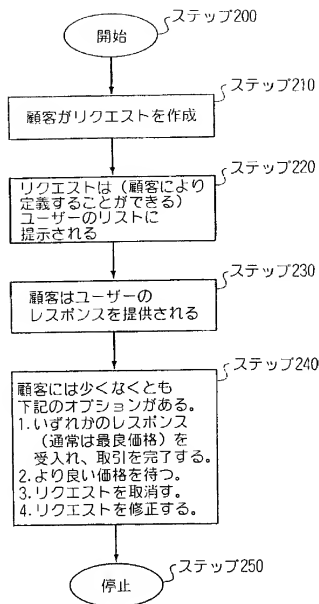 ステップ200
開始
ステップ210
顧客がリクエストを作成
ステップ220
リクエストは（顧客により
定義することができる）
ユーザーのリストに
提示される
ステップ230
顧客はユーザーの
レスポンスを提供される
ステップ240
顧客には少くなくとも
下記のオプションがある。
1.いずれかのレスポンス
（通常は最良価格）を
受入れ、取引を完了する。
2.より良い価格を待つ。
3.リクエストを取消す。
4.リクエストを修正する。
ステップ250
停止